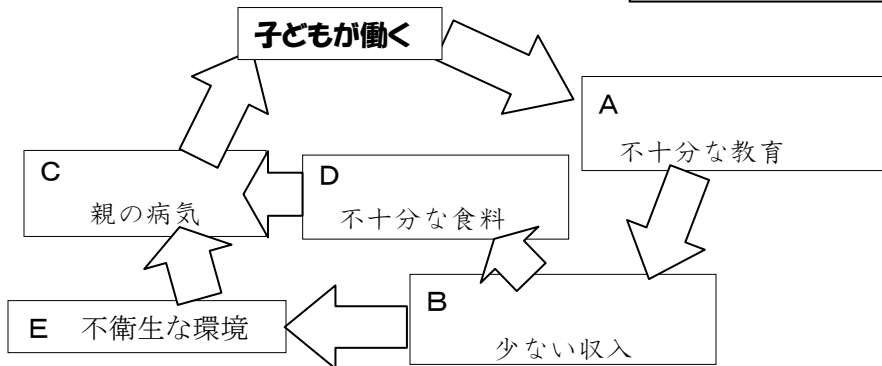 子どもが働く
A
不十分な教育
C
親の病気
D
不十分な食料
B
少ない収入
E 不衛生な環境